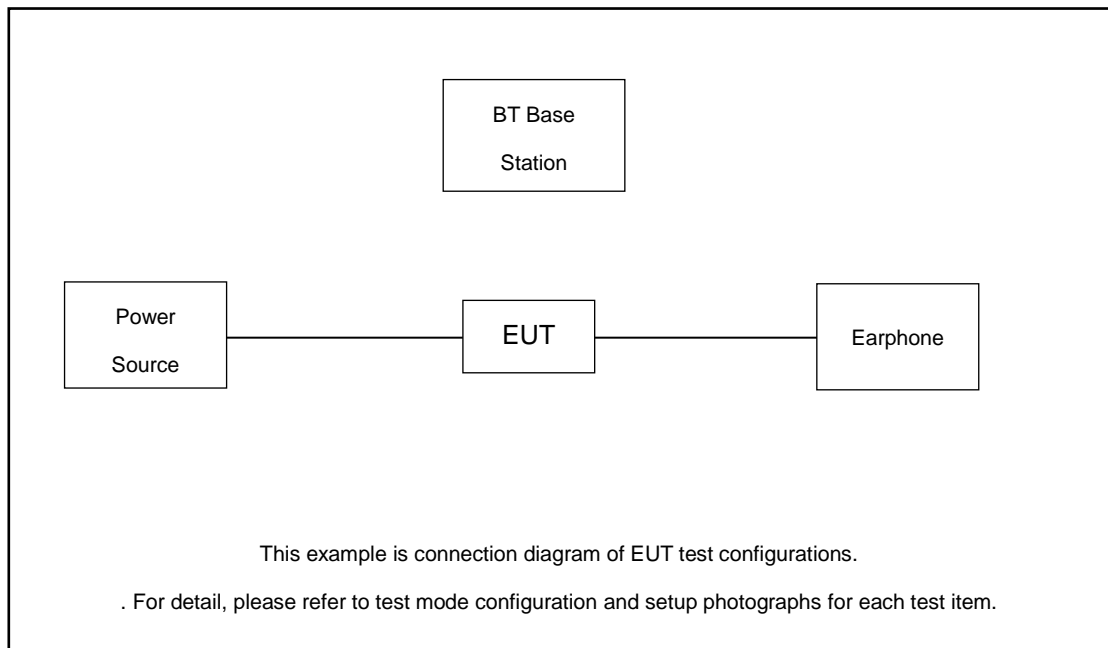 BT Base
Station
Power
Source
EUT
Earphone
This example is connection diagram of EUT test configurations.
. For detail, please refer to test mode configuration and setup photographs for each test item.